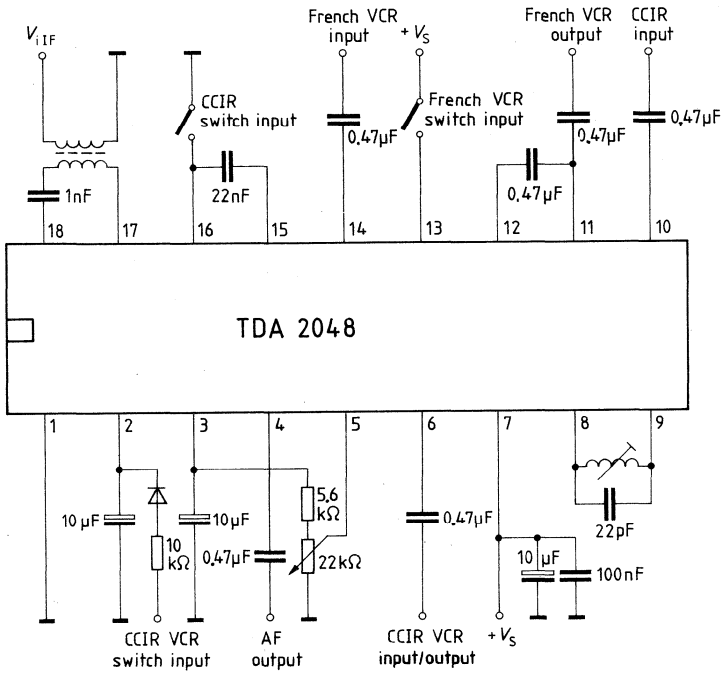 French VCR
input
+ VS
French VCR
output
CCIR
input
ViIF
CCIR
switch input
French VCR
switch input
0.47µF
0.47µF
0.47µF
1nF
22nF
0.47µF
18
17
16
15
14
13
12
11
10
TDA 2048
1
2
3
4
5
6
7
8
9
10 µF
10
kΩ
10µF
0.47µF
5.6
kΩ
22kΩ
0.47µF
10 µF
100nF
22pF
CCIR VCR
switch input
AF
output
CCIR VCR
input/output
+VS